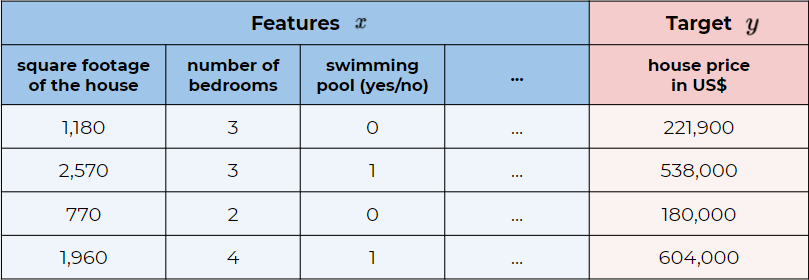 Features x Target y
square footage of the house number of bedrooms swimming pool (yes/no) ... house price in US$
1,180 3 0 ... 221,900
2,570 3 1 ... 538,000
770 2 0 ... 180,000
1,960 4 1 ... 604,000